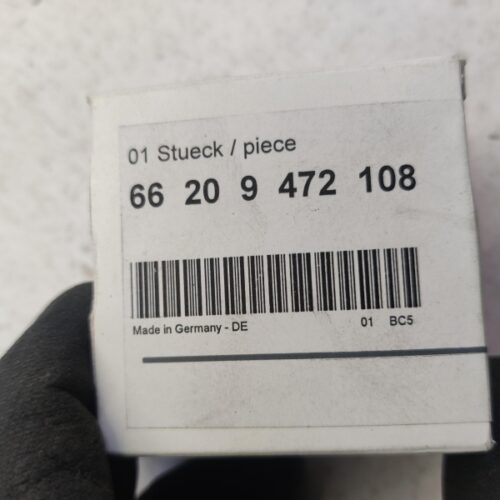 01 Stueck / piece
66 20 9 472 108
Made in Germany - DE 01 BC5